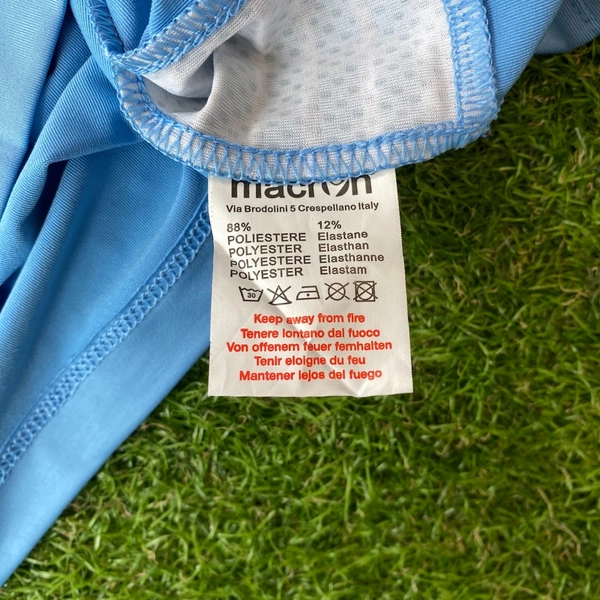 macron
Via Brodolini 5 Crespellano Italy
88% 12%
POLIESTERE Elastane
POLYESTER Elasthan
POLYESTERE Elasthanne
POLYESTER Elastam
30
Keep away from fire
Tenere lontano dal fuoco
Von offenem feuer fernhalten
Tenir eloigne du feu
Mantener lejos del fuego